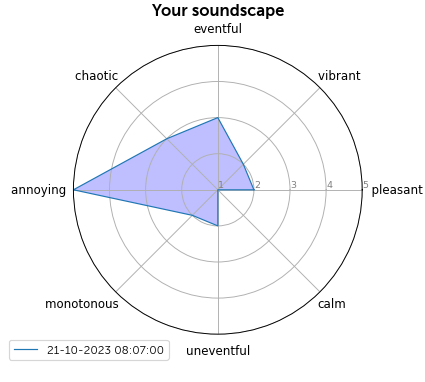 Your soundscape
eventful
chaotic
vibrant
annoying
1
2
3
4
5
pleasant
monotonous
calm
21-10-2023 08:07:00
uneventful